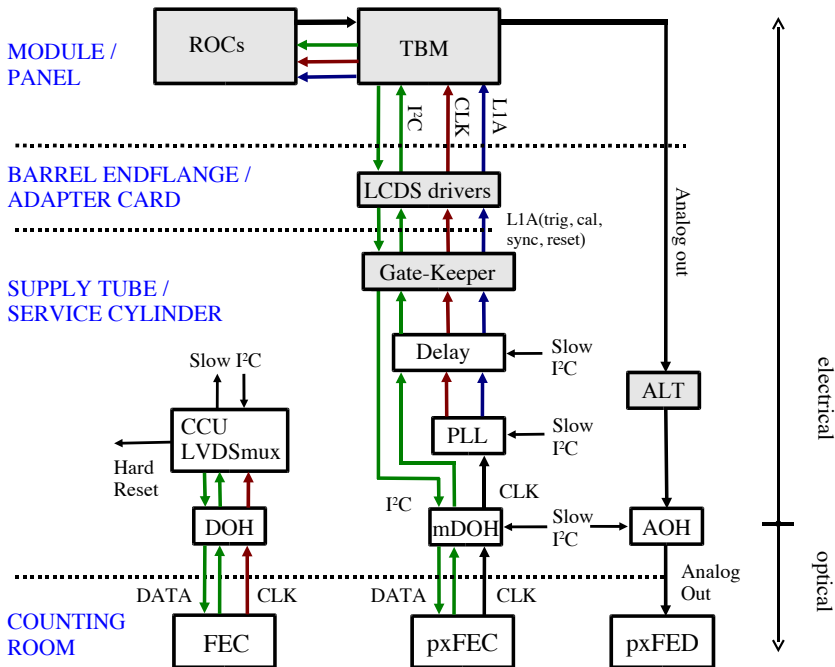 MODULE /
PANEL
ROCs
TBM
I²C
CLK
L1A
BARREL ENDFLANGE /
ADAPTER CARD
LCDS drivers
L1A(trig, cal,
sync, reset)
Analog out
Gate-Keeper
SUPPLY TUBE /
SERVICE CYLINDER
Delay
Slow
I²C
Slow I²C
ALT
electrical
CCU
LVDSmux
PLL
Slow
I²C
Hard
Reset
I²C
CLK
DOH
mDOH
Slow
I²C
AOH
optical
DATA
CLK
DATA
CLK
Analog
Out
COUNTING
ROOM
FEC
pxFEC
pxFED